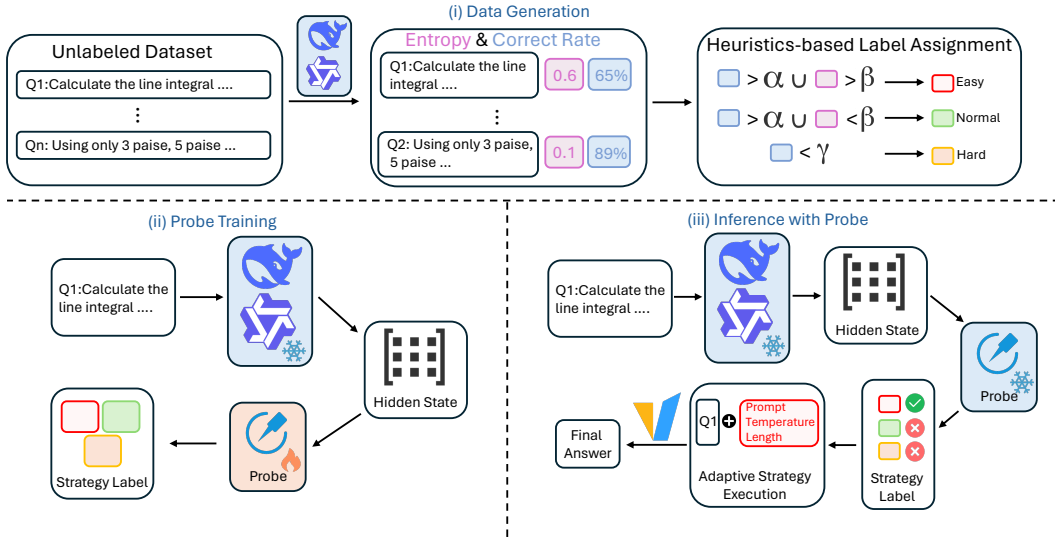 (i) Data Generation
Unlabeled Dataset
Q1:Calculate the line integral ....
Qn: Using only 3 paise, 5 paise ...
Entropy & Correct Rate
Q1:Calculate the line
integral ....
0.6
65%
Q2: Using only 3 paise,
5 paise ...
0.1
89%
Heuristics-based Label Assignment
> α ∪ > β
Easy
> α ∪ < β
Normal
< γ
Hard
(ii) Probe Training
Q1:Calculate the
line integral ....
Hidden State
Probe
Strategy Label
(iii) Inference with Probe
Q1:Calculate the
line integral ....
Hidden State
Probe
Strategy
Label
Q1
Prompt
Temperature
Length
Adaptive Strategy
Execution
Final
Answer